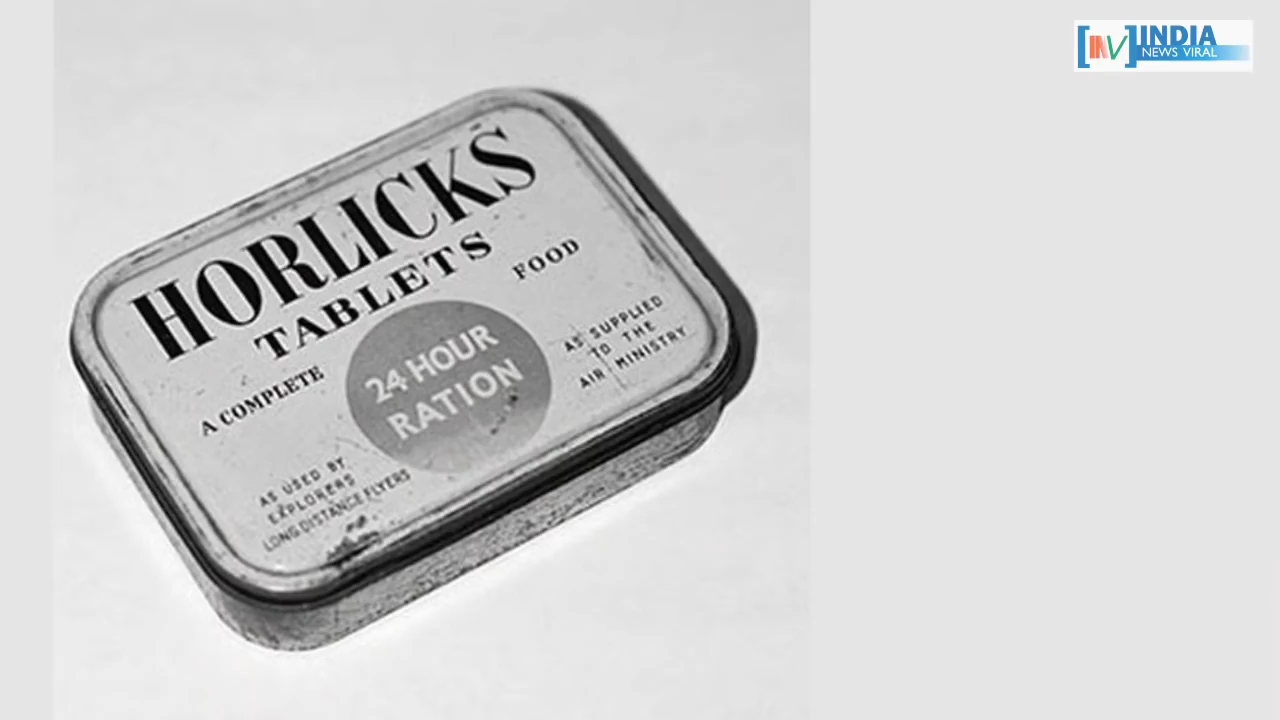 HORLICKS
TABLETS
A COMPLETE FOOD
24 HOUR
RATION
AS SUPPLIED
TO THE
AIR MINISTRY
AS USED BY
EXPLORERS
LONG DISTANCE FLYERS
INV INDIA
NEWS VIRAL